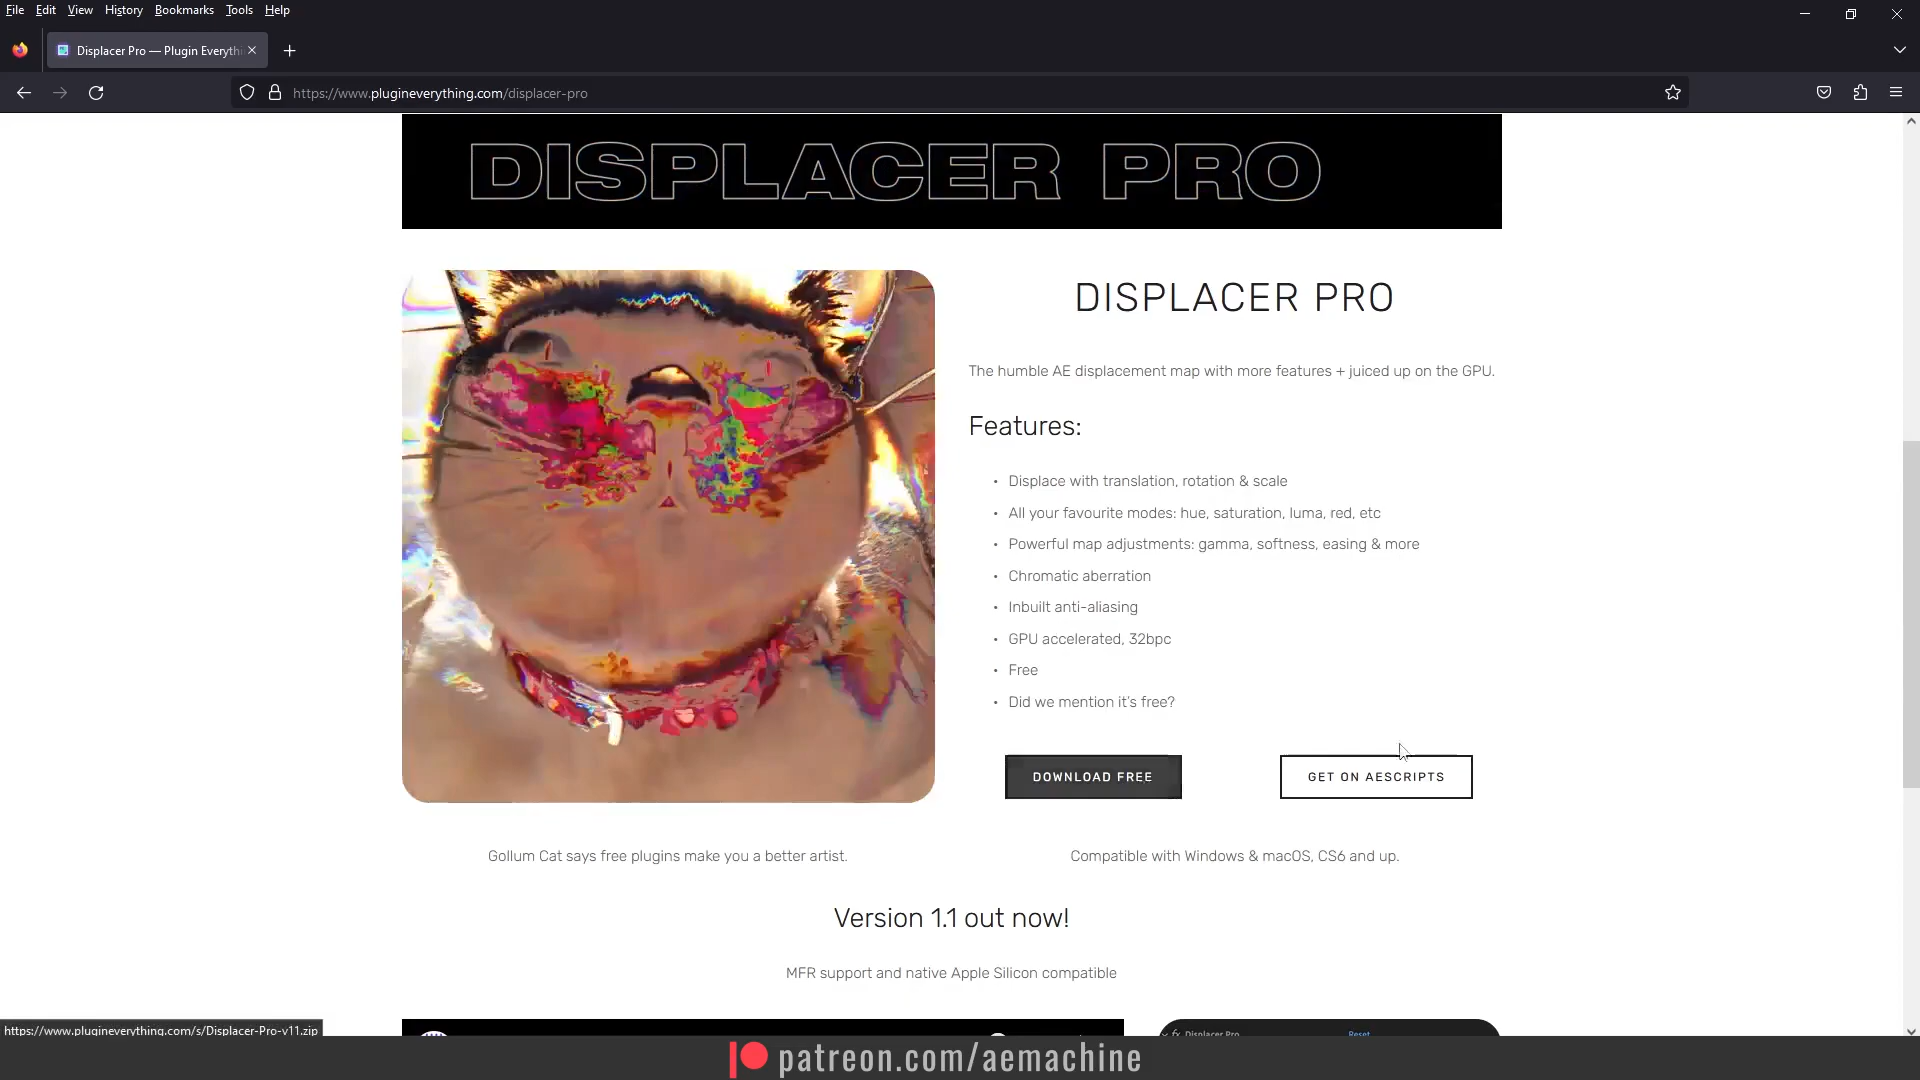 File Edit View History Bookmarks Tools Help
Displacer Pro — Plugin Everythi
https://www.plugineverything.com/displacer-pro
DISPLACER PRO
DISPLACER PRO
The humble AE displacement map with more features + juiced up on the GPU.
Features:
• Displace with translation, rotation & scale
• All your favourite modes: hue, saturation, luma, red, etc
• Powerful map adjustments: gamma, softness, easing & more
• Chromatic aberration
• Inbuilt anti-aliasing
• GPU accelerated, 32bpc
• Free
• Did we mention it's free?
DOWNLOAD FREE
GET ON AESCRIPTS
Gollum Cat says free plugins make you a better artist.
Compatible with Windows & macOS, CS6 and up.
Version 1.1 out now!
MFR support and native Apple Silicon compatible
fx Displacer Pro Reset
https://www.plugineverything.com/s/Displacer-Pro-v11.zip
patreon.com/aemachine